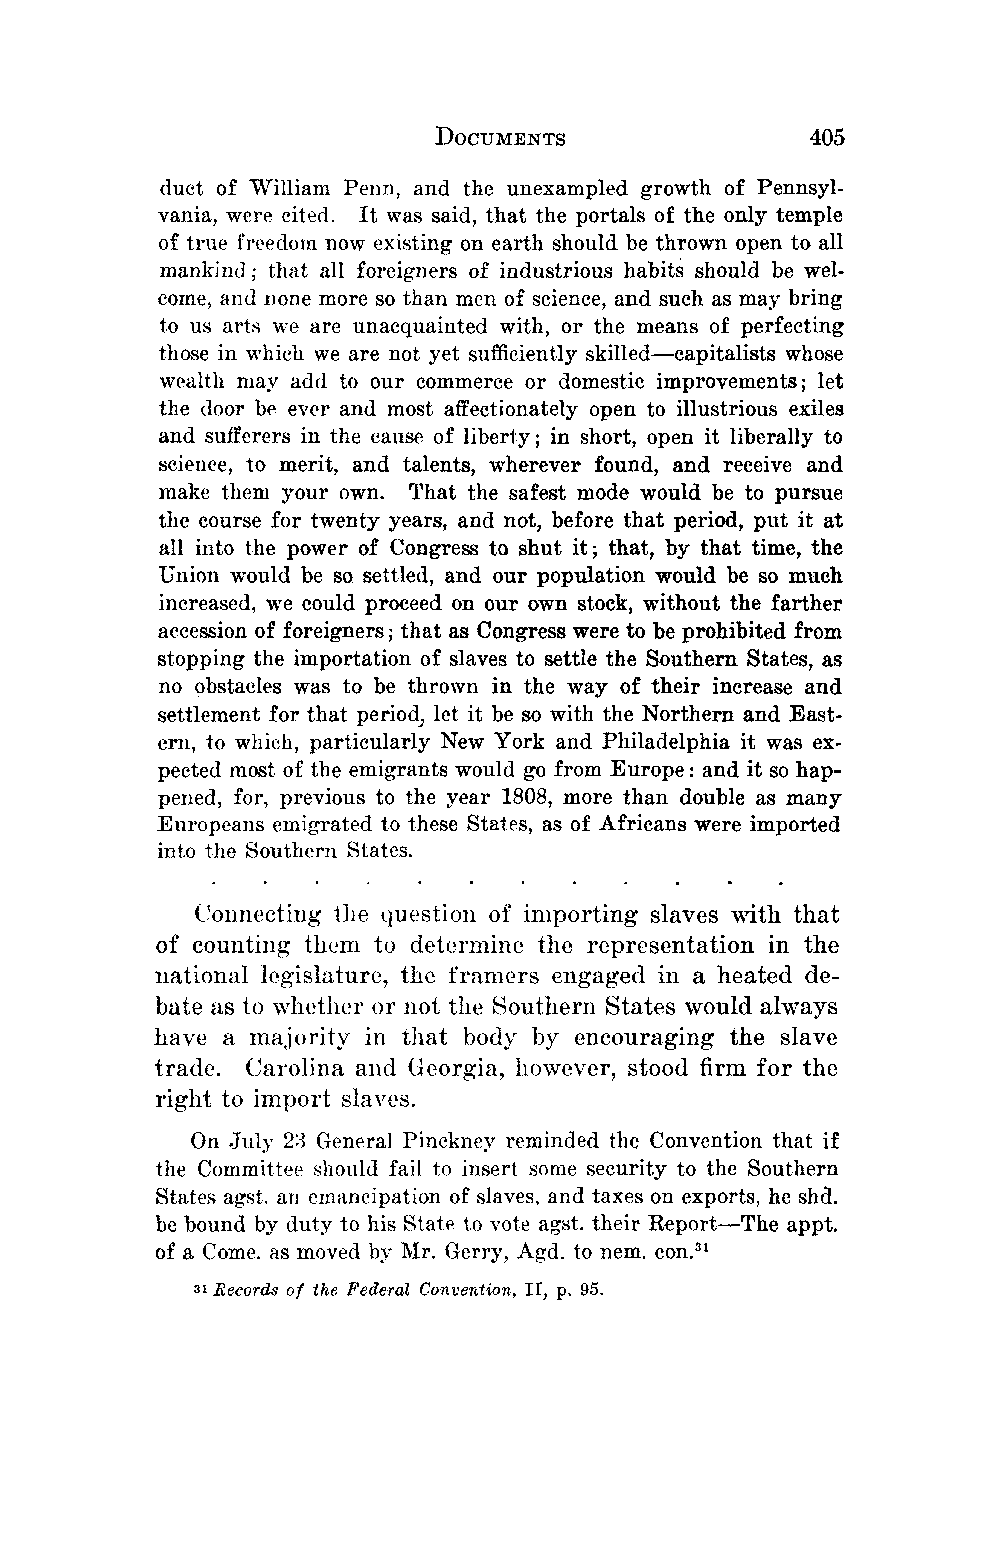 DOCUMENTS 405
duct of William Penn, and the unexampled growth of Pennsyl-
vania, were cited. It was said, that the portals of the only temple
of true freedom now existing on earth should be thrown open to all
mankind; that all foreigners of industrious habits should be wel-
come, and none more so than men of science, and such as may bring
to us arts we are unacquainted with, or the means of perfecting
those in which we are not yet sufficiently skilled—capitalists whose
wealth may add to our commerce or domestic improvements; let
the door be ever and most affectionately open to illustrious exiles
and sufferers in the cause of liberty; in short, open it liberally to
science, to merit, and talents, wherever found, and receive and
make them your own. That the safest mode would be to pursue
the course for twenty years, and not, before that period, put it at
all into the power of Congress to shut it; that, by that time, the
Union would be so settled, and our population would be so much
increased, we could proceed on our own stock, without the farther
accession of foreigners; that as Congress were to be prohibited from
stopping the importation of slaves to settle the Southern States, as
no obstacles was to be thrown in the way of their increase and
settlement for that period, let it be so with the Northern and East-
ern, to which, particularly New York and Philadelphia it was ex-
pected most of the emigrants would go from Europe: and it so hap-
pened, for, previous to the year 1808, more than double as many
Europeans emigrated to these States, as of Africans were imported
into the Southern States.
. . . . . . . . . . . .
Connecting the question of importing slaves with that
of counting them to determine the representation in the
national legislature, the framers engaged in a heated de-
bate as to whether or not the Southern States would always
have a majority in that body by encouraging the slave
trade. Carolina and Georgia, however, stood firm for the
right to import slaves.
On July 23 General Pinckney reminded the Convention that if
the Committee should fail to insert some security to the Southern
States agst. an emancipation of slaves, and taxes on exports, he shd.
be bound by duty to his State to vote agst. their Report—The appt.
of a Come. as moved by Mr. Gerry, Agd. to nem. con.³¹
³¹ Records of the Federal Convention, II, p. 95.